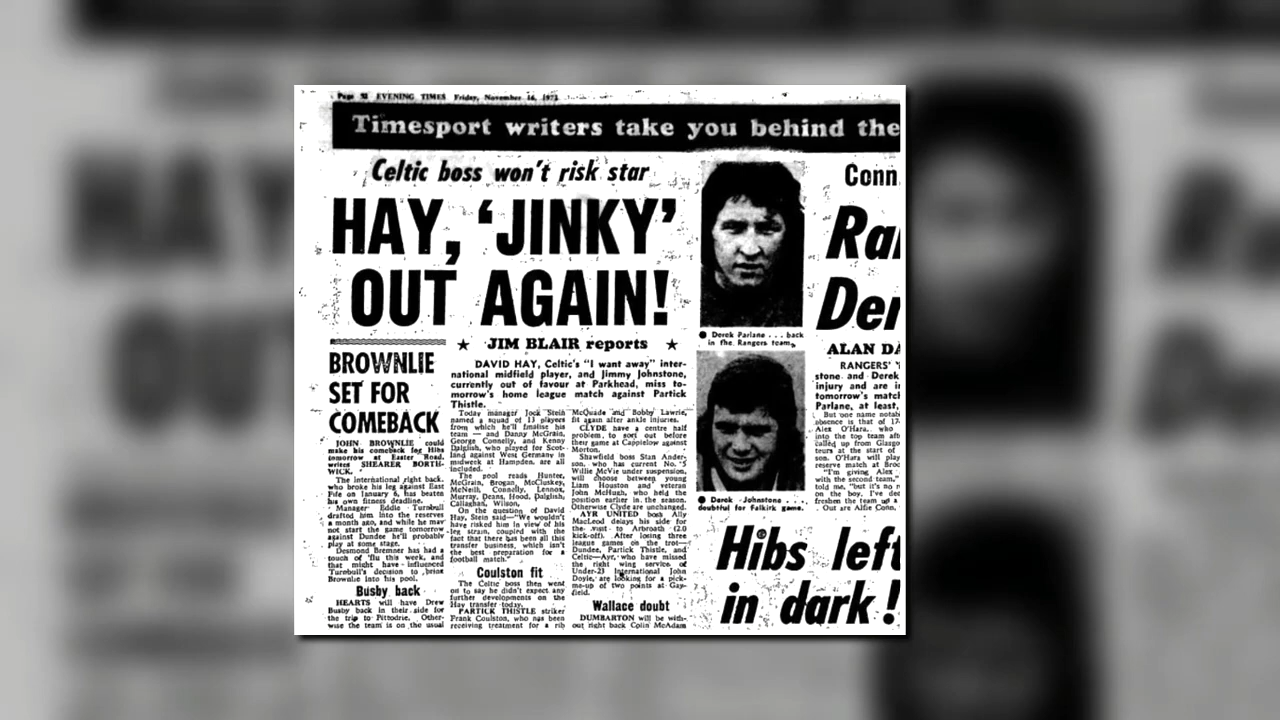 Page 32 EVENING TIMES Friday, November 16, 1973
Timesport writers take you behind the
Celtic boss won't risk star
HAY, 'JINKY'
OUT AGAIN!
★ JIM BLAIR reports ★
DAVID HAY, Celtic's "I want away" inter-
national midfield player, and Jimmy Johnstone,
currently out of favour at Parkhead, miss to-
morrow's home league match against Partick
Thistle.
Today manager Jock Stein
named a squad of 13 players
from which he'll finalise his
team — and Danny McGrain,
George Connelly, and Kenny
Dalglish, who played for Scot-
land against West Germany in
midweek at Hampden, are all
included.
The pool reads Hunter,
McGrain, Brogan, McCluskey,
McNeill, Connelly, Lennox,
Murray, Deans, Hood, Dalglish,
Callaghan, Wilson.
On the question of David
Hay, Stein said—"We wouldn't
have risked him in view of his
leg strain, coupled with the
fact that there has been all this
transfer business, which isn't
the best preparation for a
football match."
Coulston fit
The Celtic boss then went
on to say he didn't expect any
further developments on the
Hay transfer today.
PARTICK THISTLE striker
Frank Coulston, who has been
receiving treatment for a rib
McQuade and Bobby Lawrie,
fit again after ankle injuries.
CLYDE have a centre half
problem, to sort out before
their game at Cappielow against
Morton.
Shawfield boss Stan Ander-
son, who has current No. 5
Willie McVie under suspension,
will choose between young
Liam Houston and veteran
John McHugh, who held the
position earlier in the season.
Otherwise Clyde are unchanged.
AYR UNITED boss Ally
MacLeod delays his side for
the visit to Arbroath (2.0
kick-off). After losing three
league games on the trot—
Dundee, Partick Thistle, and
Celtic—Ayr, who have missed
the right wing service of
Under-23 International John
Doyle, are looking for a pick-
me-up of two points at Gay-
field.
Wallace doubt
DUMBARTON will be with-
out right back Colin McAdam
BROWNLIE
SET FOR
COMEBACK
JOHN BROWNLIE could
make his comeback for Hibs
tomorrow at Easter Road,
writes SHEARER BORTH-
WICK.
The international right back,
who broke his leg against East
Fife on January 6, has beaten
his own fitness deadline.
Manager Eddie Turnbull
drafted him into the reserves
a month ago, and while he may
not start the game tomorrow
against Dundee he'll probably
play at some stage.
Desmond Bremner has had a
touch of 'flu this week, and
that might have influenced
Turnbull's decision to bring
Brownlie into his pool.
Busby back
HEARTS will have Drew
Busby back in their side for
the trip to Pittodrie. Other-
wise the team is on the usual
● Derek Parlane . . . back
in the Rangers team.
● Derek Johnstone . . .
doubtful for Falkirk game.
Conn
Ra
Der
ALAN DA
RANGERS'
stone and Derek
injury and are i
tomorrow's matc
Parlane, at least,
But one name notab
absence is that of 17-
Alex O'Hara, who
into the top team aft
called up from Glasgo
teurs at the start of
son. O'Hara will play
reserve match at Broc
"I'm giving Alex
with the second team,"
told me, "but it's no r
on the boy. I've dec
freshen the team up a
Out are Alfie Conn,
Hibs left
in dark!